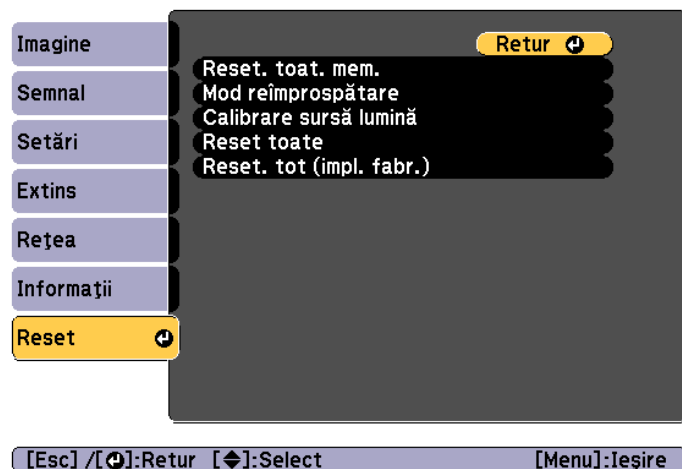 Imagine
Semnal
Setări
Extins
Reţea
Informaţii
Reset
Retur
Reset. toat. mem.
Mod reîmprospătare
Calibrare sursă lumină
Reset toate
Reset. tot (impl. fabr.)
[Esc] /[ ]:Retur [ ]:Select [Menu]:Ieşire